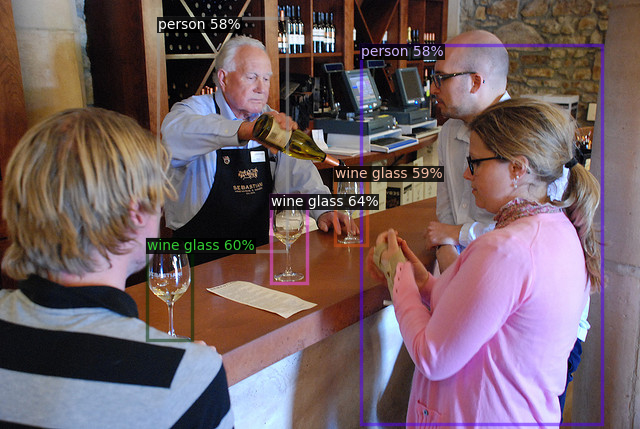 person 58%
person 58%
wine glass 59%
wine glass 64%
wine glass 60%
SEBASTIANI